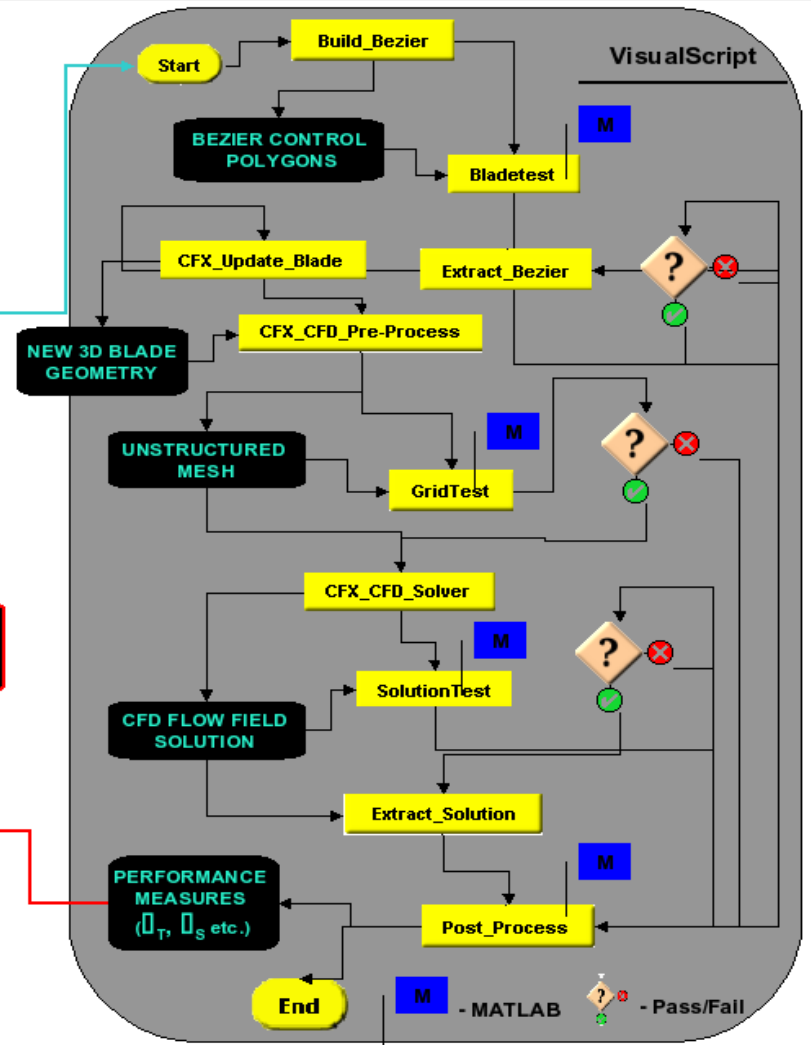 VisualScript
Start
Build_Bezier
BEZIER CONTROL
POLYGONS
M
Bladetest
CFX_Update_Blade
Extract_Bezier
?
NEW 3D BLADE
GEOMETRY
CFX_CFD_Pre-Process
UNSTRUCTURED
MESH
M
GridTest
?
CFX_CFD_Solver
M
SolutionTest
?
CFD FLOW FIELD
SOLUTION
Extract_Solution
PERFORMANCE
MEASURES
(▯T, ▯S etc.)
M
Post_Process
End
M - MATLAB
? - Pass/Fail